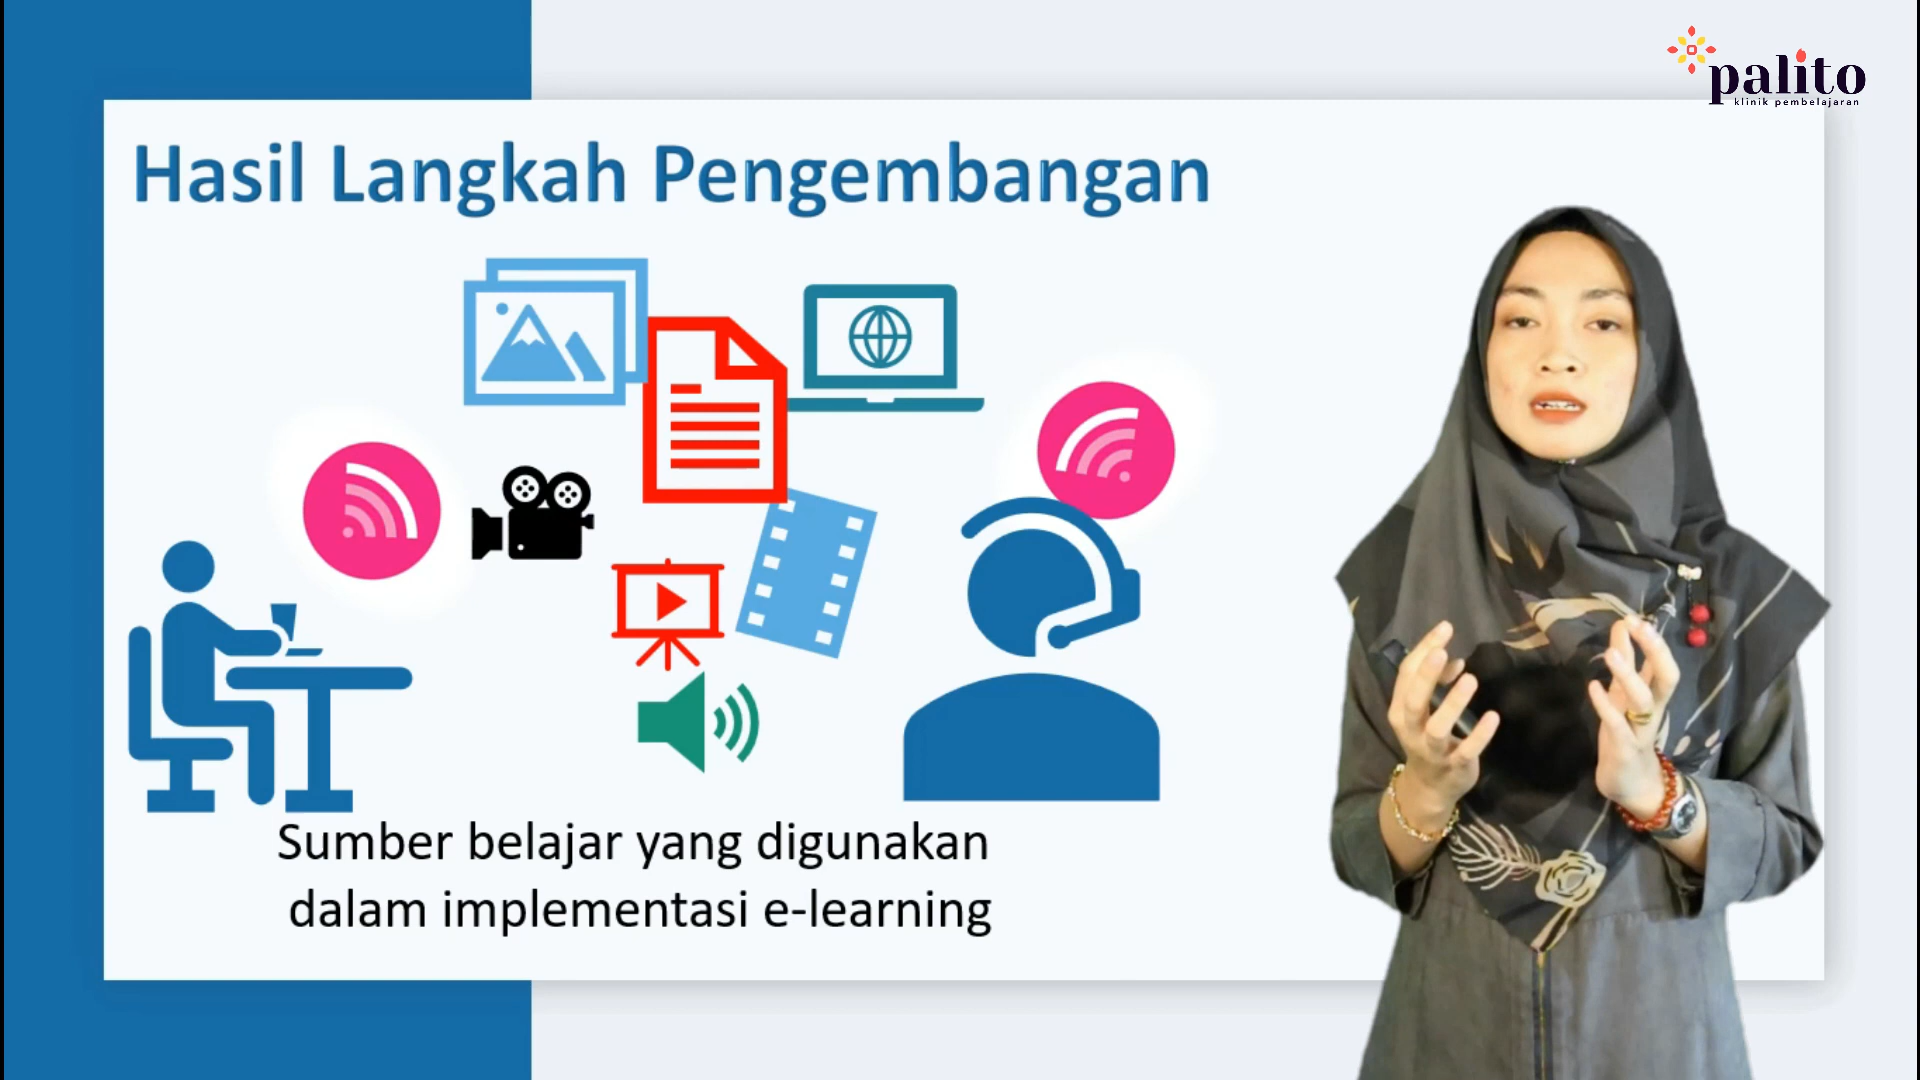 palito
klinik pembelajaran
Hasil Langkah Pengembangan
Sumber belajar yang digunakan
dalam implementasi e-learning